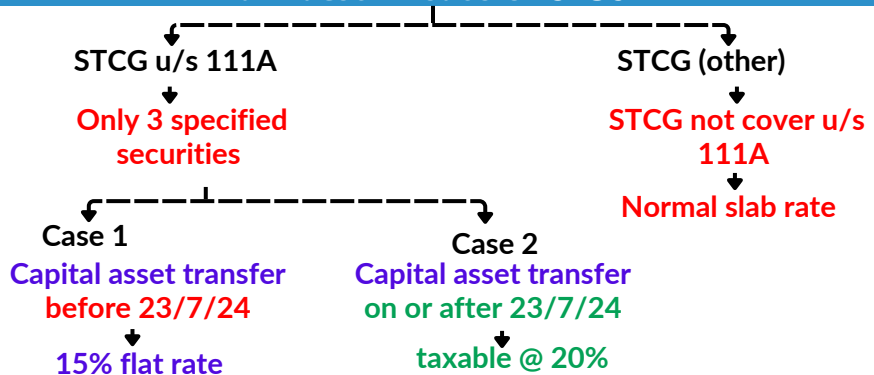 STCG u/s 111A
Only 3 specified
securities
Case 1
Capital asset transfer
before 23/7/24
15% flat rate
Case 2
Capital asset transfer
on or after 23/7/24
taxable @ 20%
STCG (other)
STCG not cover u/s
111A
Normal slab rate